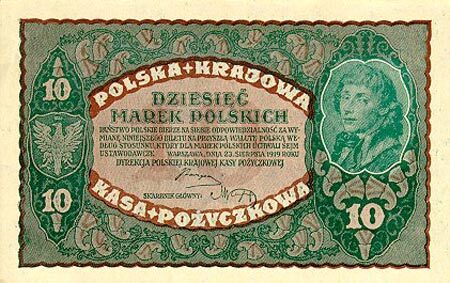 10
10
POLSKA+KRAJOWA
DZIESIĘĆ
MAREK POLSKICH
PAŃSTWO POLSKIE BIERZE NA SIEBIE ODPOWIEDZIALNOŚĆ ZA WY-
MIANĘ NINIEJSZEGO BILETU NA PRZYSZŁĄ WALUTĘ POLSKĄ WE-
DŁUG STOSUNKU, KTÓRY DLA MAREK POLSKICH UCHWALI SEJM
USTAWODAWCZY. WARSZAWA, DNIA 23. SIERPNIA 1919 ROKU
DYREKCJA POLSKIEJ KRAJOWEJ KASY POŻYCZKOWEJ
SKARBNIK GŁÓWNY:
KASA+POŻYCZKOWA
10
10